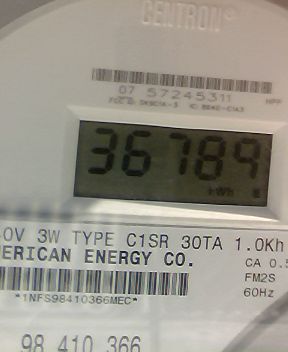 CENTRON®
07 57245311
36789
kWh
40V 3W TYPE C1SR 30TA 1.0Kh
ERICAN ENERGY CO.
CA 0.5
*1NFS98410366MEC*
FM2S
60Hz
98 410 366